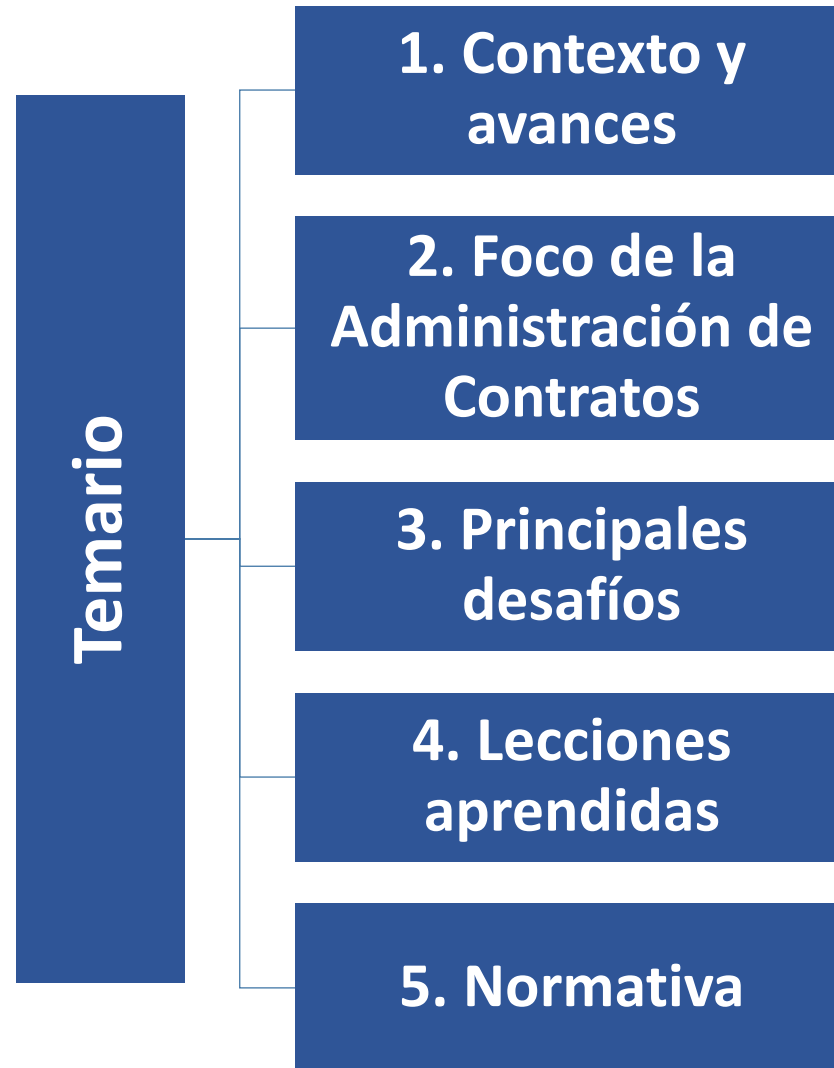 Temario
1. Contexto y
avances
2. Foco de la
Administración de
Contratos
3. Principales
desafíos
4. Lecciones
aprendidas
5. Normativa